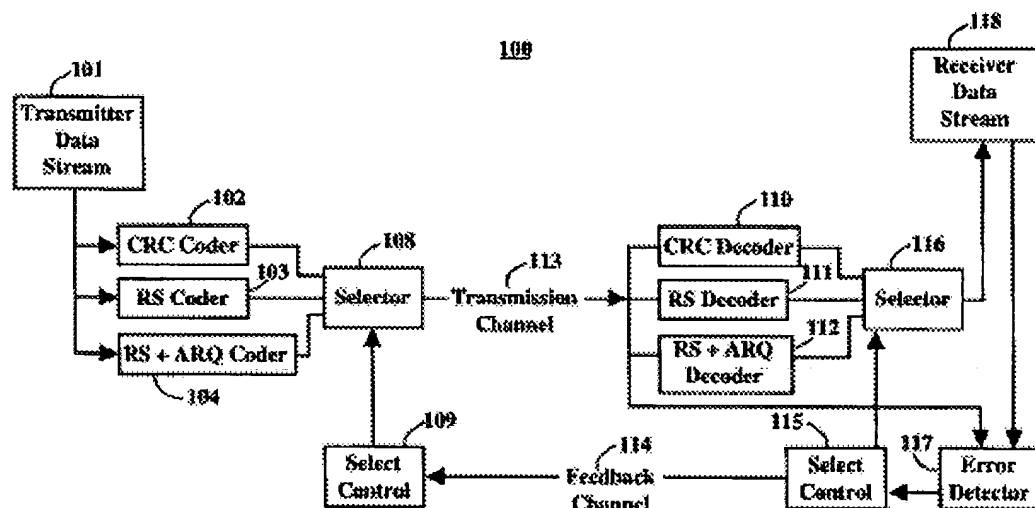 100
101
Transmitter
Data
Stream
102
CRC Coder
103
RS Coder
RS + ARQ Coder
104
108
Selector
109
Select
Control
113
Transmission
Channel
114
Feedback
Channel
110
CRC Decoder
111
RS Decoder
112
RS + ARQ
Decoder
115
Select
Control
116
Selector
117
Error
Detector
118
Receiver
Data
Stream